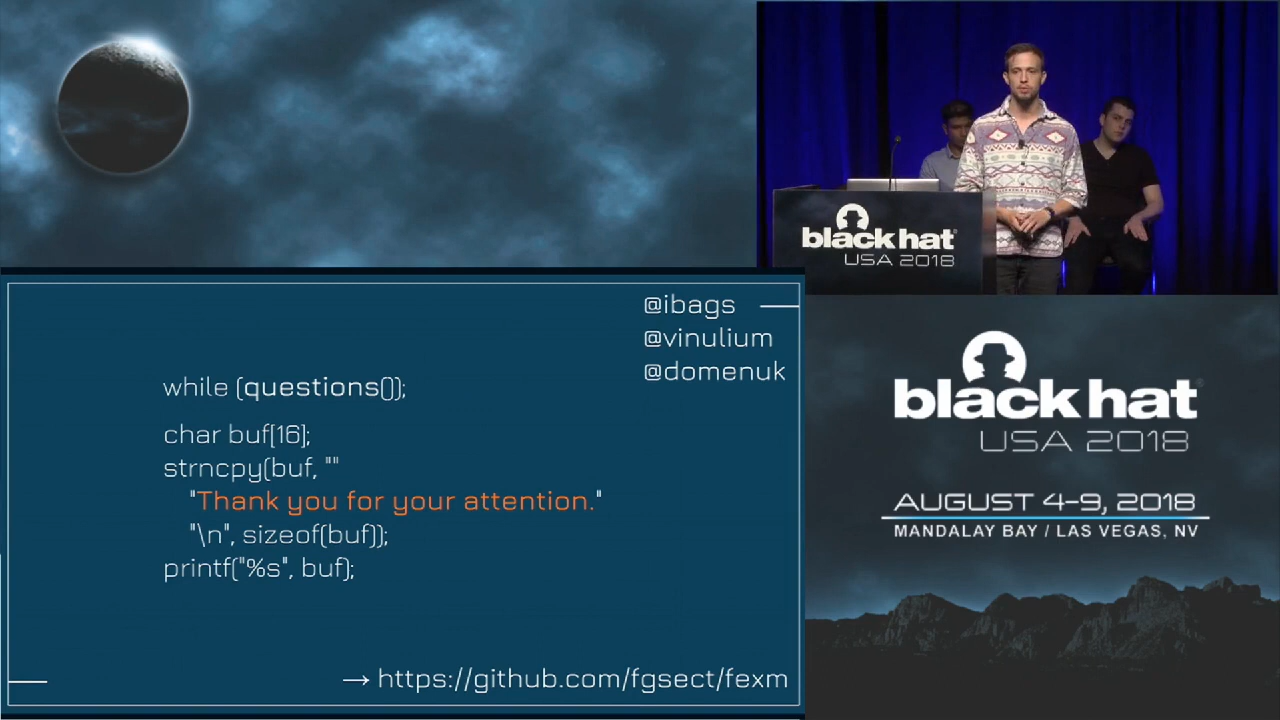 black hat
USA 2018
@ibags
@vinulium
@domenuk
while (questions());
char buf[16];
strncpy(buf, ""
"Thank you for your attention."
"\n", sizeof(buf));
printf("%s", buf);
→ https://github.com/fgsect/fexm
black hat
USA 2018
AUGUST 4-9, 2018
MANDALAY BAY / LAS VEGAS, NV